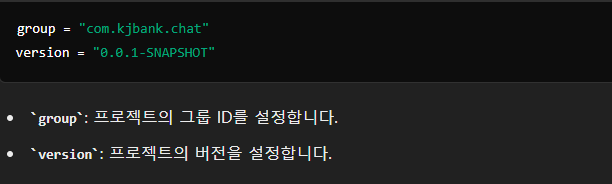 group = "com.kjbank.chat"
version = "0.0.1-SNAPSHOT"
• `group`: 프로젝트의 그룹 ID를 설정합니다.
• `version`: 프로젝트의 버전을 설정합니다.